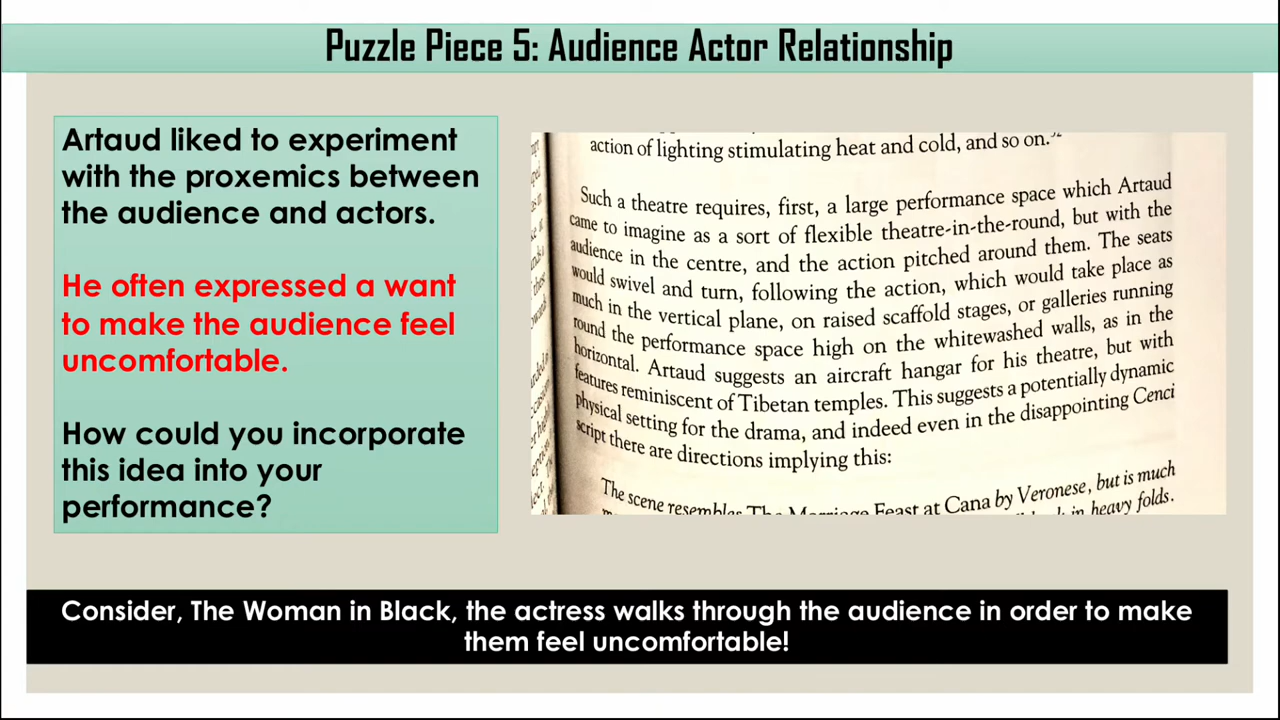 Puzzle Piece 5: Audience Actor Relationship
Artaud liked to experiment
with the proxemics between
the audience and actors.
He often expressed a want
to make the audience feel
uncomfortable.
How could you incorporate
this idea into your
performance?
action of lighting stimulating heat and cold, and so on.
Such a theatre requires, first, a large performance space which Artaud
came to imagine as a sort of flexible theatre-in-the-round, but with the
audience in the centre, and the action pitched around them. The seats
would swivel and turn, following the action, which would take place as
much in the vertical plane, on raised scaffold stages, or galleries running
round the performance space high on the whitewashed walls, as in the
horizontal. Artaud suggests an aircraft hangar for his theatre, but with
features reminiscent of Tibetan temples. This suggests a potentially dynamic
physical setting for the drama, and indeed even in the disappointing Cenci
script there are directions implying this:
The scene resembles The Marriage Feast at Cana by Veronese, but is much
in heavy folds.
Consider, The Woman in Black, the actress walks through the audience in order to make
them feel uncomfortable!